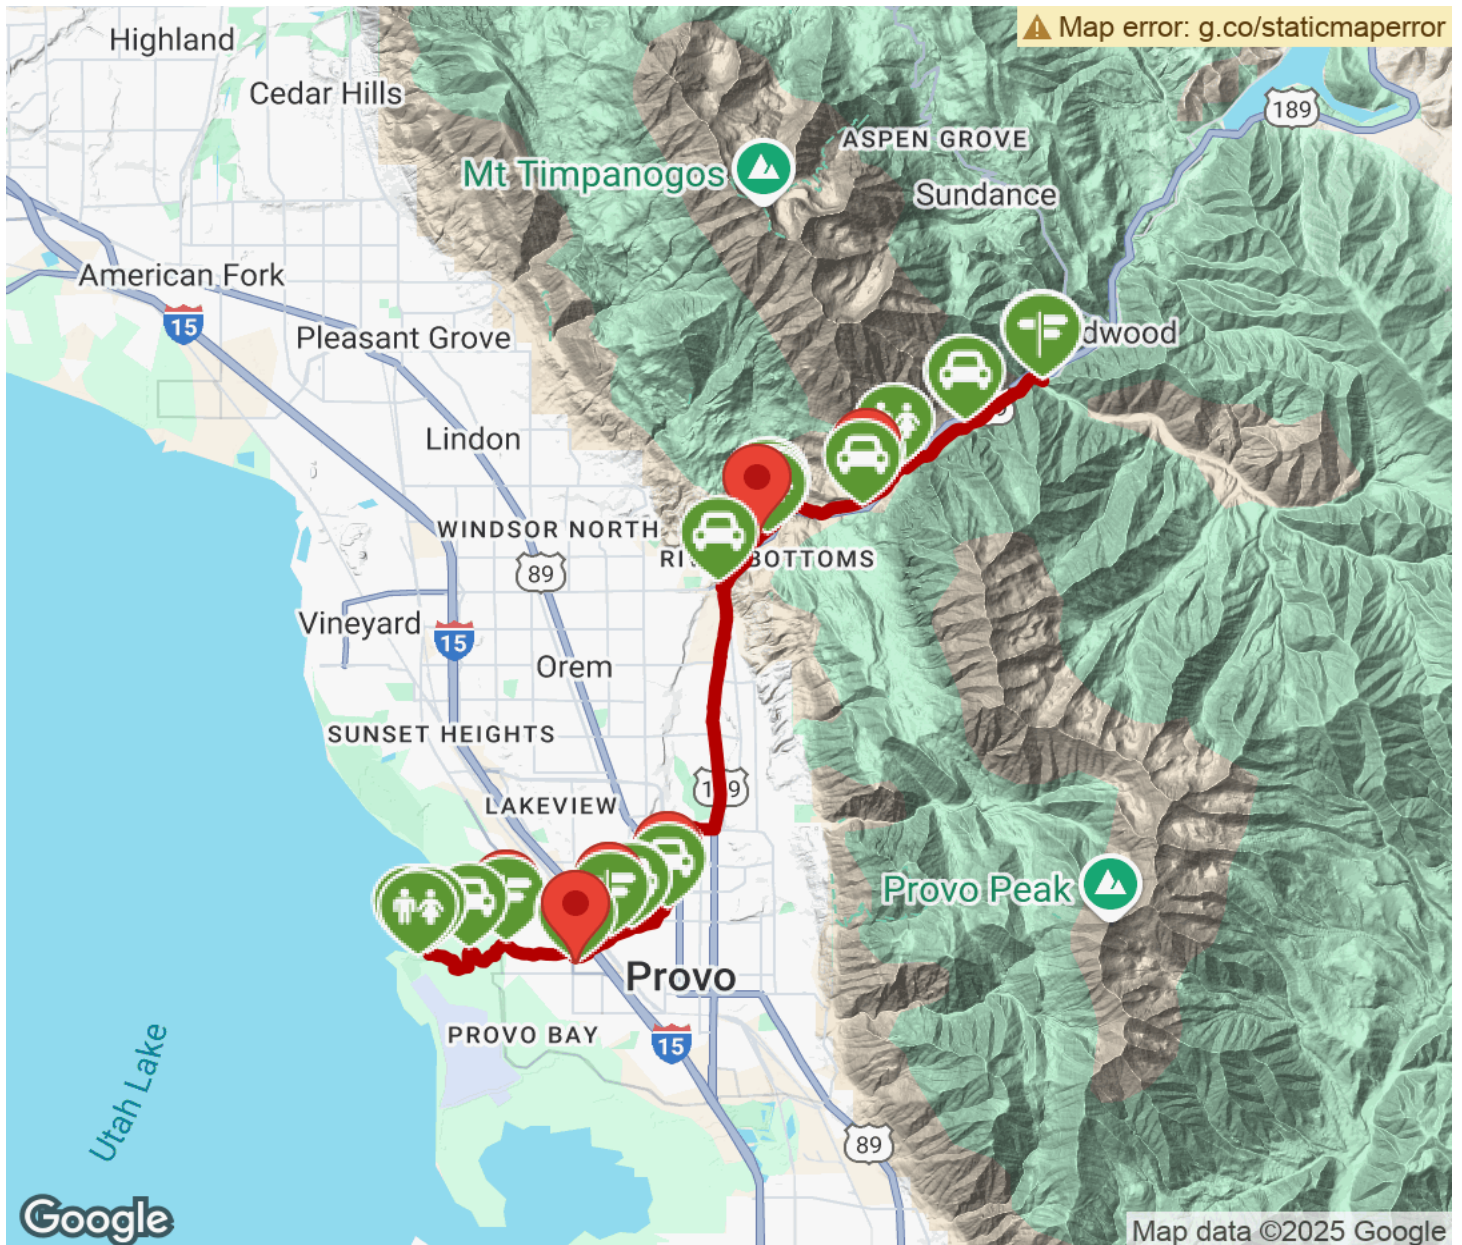 Highland
Map error: g.co/staticmaperror
Cedar Hills
189
ASPEN GROVE
Mt Timpanogos
Sundance
American Fork
15
Pleasant Grove
dwood
Lindon
WINDSOR NORTH
BOTTOMS
89
Vineyard
15
Orem
SUNSET HEIGHTS
LAKEVIEW
Provo Peak
Provo
PROVO BAY
15
Utah Lake
89
Google
Map data ©2025 Google